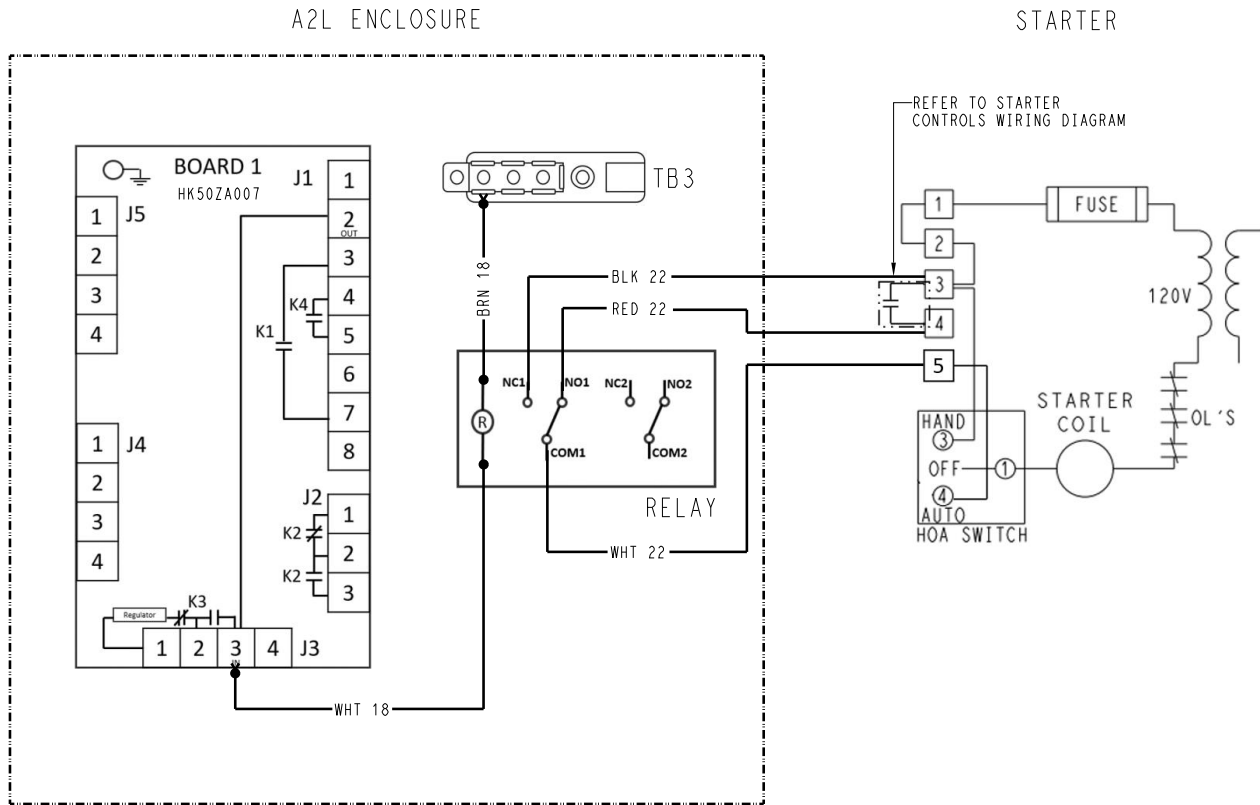 A2L ENCLOSURE
STARTER
REFER TO STARTER
CONTROLS WIRING DIAGRAM
BOARD 1
HK50ZA007
J1
1
2
OUT
3
4
5
6
7
8
K4
K1
J5
1
2
3
4
J4
1
2
3
4
J2
1
2
3
K2
K2
K3
Regulator
1
2
3
IN
4
J3
WHT 18
BRN 18
TB3
BLK 22
RED 22
NC1
NO1
NC2
NO2
R
COM1
COM2
RELAY
WHT 22
1
2
3
4
5
FUSE
120V
OL'S
STARTER
COIL
HAND
3
OFF
1
4
AUTO
HOA SWITCH